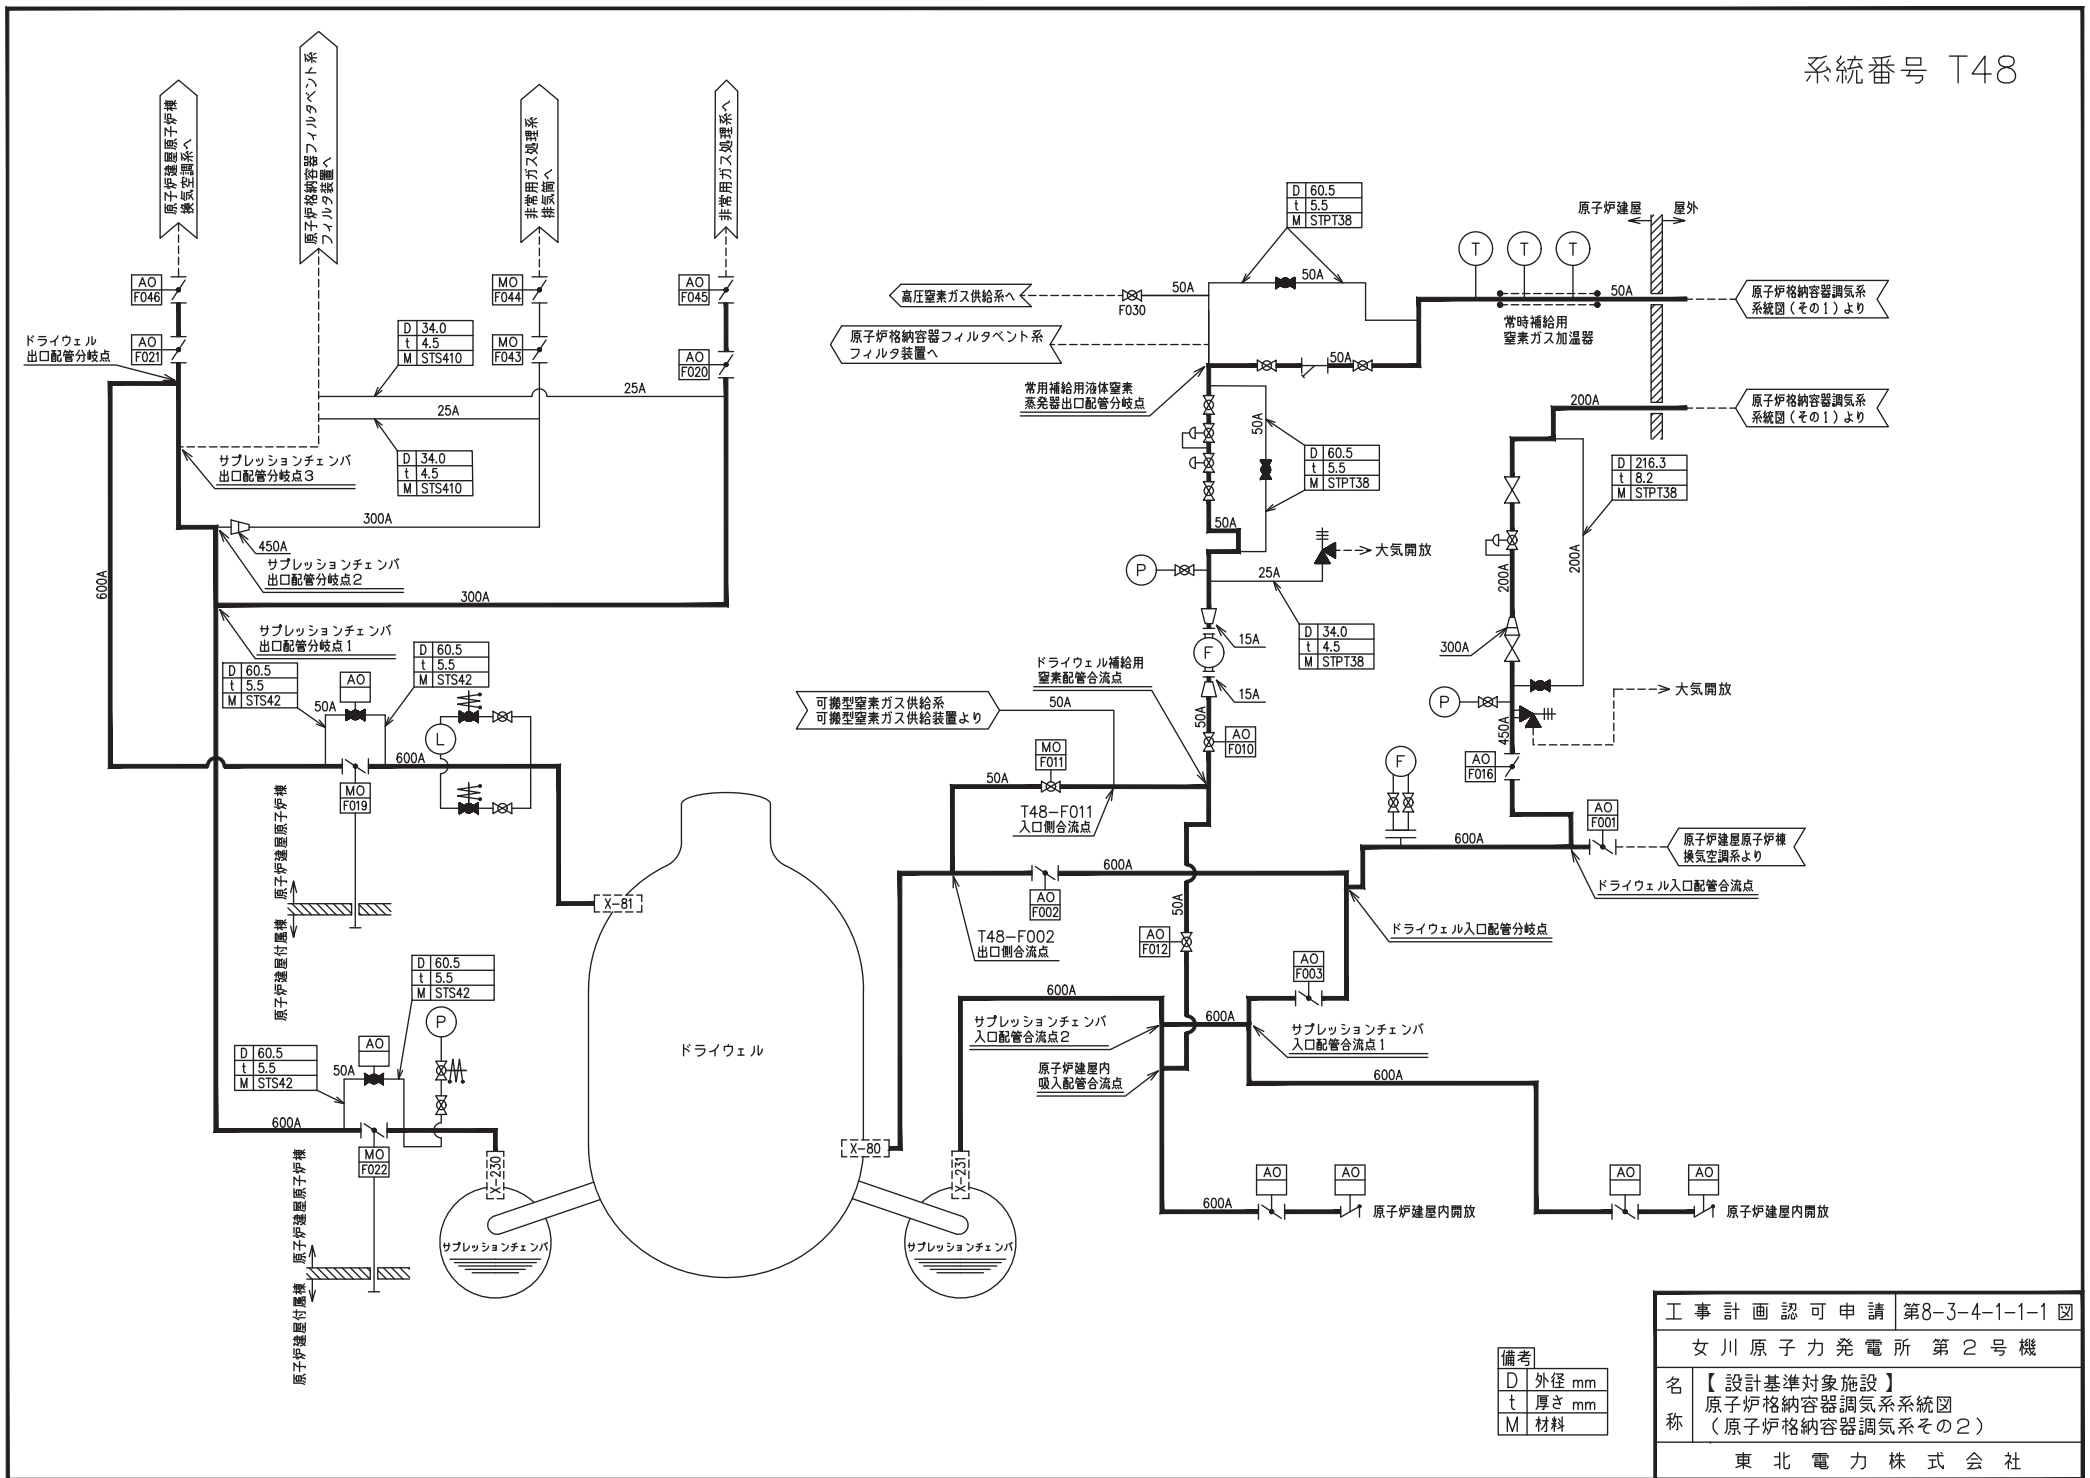 系統番号 T48
原子炉建屋原子炉棟
換気空調系へ
原子炉格納容器フィルタベント系
フィルタ装置へ
非常用ガス処理系
排気筒へ
非常用ガス処理系へ
AO
F046
MO
F044
AO
F045
AO
F021
MO
F043
AO
F020
ドライウェル
出口配管分岐点
D 34.0
t 4.5
M STS410
25A
25A
D 34.0
t 4.5
M STS410
サプレッションチェンバ
出口配管分岐点3
300A
450A
サプレッションチェンバ
出口配管分岐点2
600A
300A
サプレッションチェンバ
出口配管分岐点1
D 60.5
t 5.5
M STS42
D 60.5
t 5.5
M STS42
AO
50A
L
600A
MO
F019
原子炉建屋原子炉棟
原子炉建屋付属棟
X-81
D 60.5
t 5.5
M STS42
P
D 60.5
t 5.5
M STS42
AO
50A
600A
MO
F022
原子炉建屋原子炉棟
原子炉建屋付属棟
X-230
サプレッションチェンバ
ドライウェル
X-80
X-231
サプレッションチェンバ
D 60.5
t 5.5
M STPT38
50A
高圧窒素ガス供給系へ
F030
50A
原子炉格納容器フィルタベント系
フィルタ装置へ
常用補給用液体窒素
蒸発器出口配管分岐点
50A
T
T
T
常時補給用
窒素ガス加温器
原子炉建屋
屋外
50A
原子炉格納容器調気系
系統図(その1)より
200A
原子炉格納容器調気系
系統図(その1)より
50A
D 60.5
t 5.5
M STPT38
50A
大気開放
P
25A
D 34.0
t 4.5
M STPT38
15A
F
15A
D 216.3
t 8.2
M STPT38
200A
200A
300A
P
大気開放
450A
AO
F016
ドライウェル補給用
窒素配管合流点
可搬型窒素ガス供給系
可搬型窒素ガス供給装置より
50A
50A
AO
F010
MO
F011
50A
T48-F011
入口側合流点
F
AO
F001
600A
原子炉建屋原子炉棟
換気空調系より
ドライウェル入口配管合流点
600A
AO
F002
T48-F002
出口側合流点
50A
AO
F012
ドライウェル入口配管分岐点
AO
F003
600A
サプレッションチェンバ
入口配管合流点2
600A
サプレッションチェンバ
入口配管合流点1
原子炉建屋内
吸入配管合流点
600A
600A
AO
AO
原子炉建屋内開放
AO
AO
原子炉建屋内開放
備考
D 外径 mm
t 厚さ mm
M 材料
工事計画認可申請 第8-3-4-1-1-1 図
女川原子力発電所 第2号機
名称
【 設計基準対象施設 】
原子炉格納容器調気系系統図
(原子炉格納容器調気系その2)
東北電力株式会社